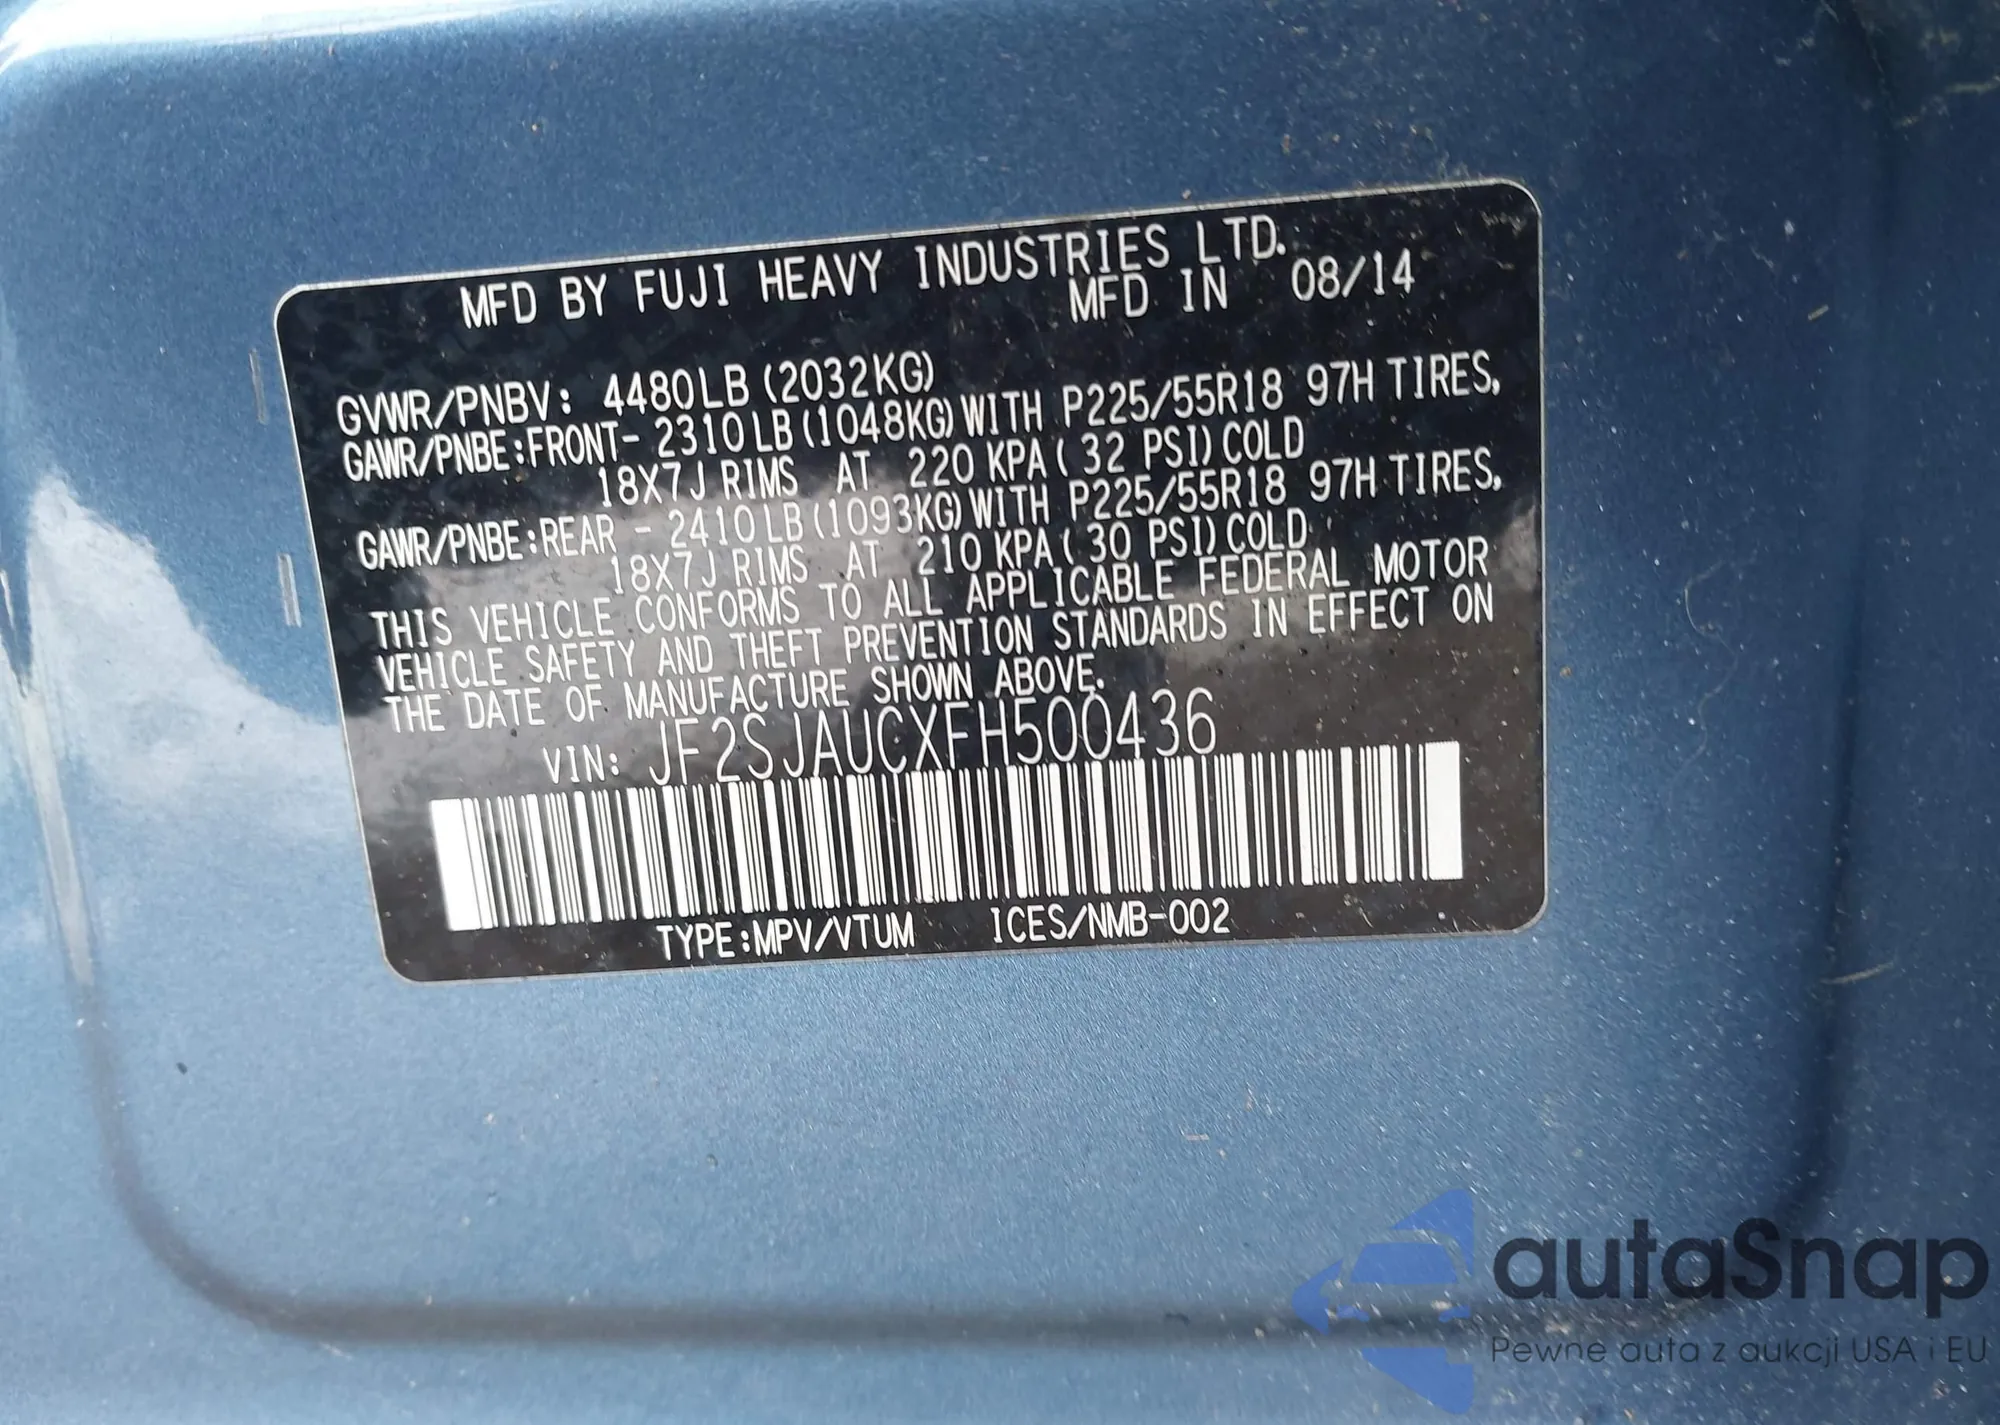 MFD BY FUJI HEAVY INDUSTRIES LTD.
MFD IN 08/14
GVWR/PNBV: 4480LB (2032KG)
GAWR/PNBE:FRONT- 2310LB(1048KG)WITH P225/55R18 97H TIRES,
18X7J RIMS AT 220 KPA( 32 PSI)COLD
GAWR/PNBE:REAR - 2410LB(1093KG)WITH P225/55R18 97H TIRES,
18X7J RIMS AT 210 KPA( 30 PSI)COLD
THIS VEHICLE CONFORMS TO ALL APPLICABLE FEDERAL MOTOR
VEHICLE SAFETY AND THEFT PREVENTION STANDARDS IN EFFECT ON
THE DATE OF MANUFACTURE SHOWN ABOVE.
VIN: JF2SJAUCXFH500436
TYPE:MPV/VTUM ICES/NMB-002
autaSnap
Pewne auta z aukcji USA i EU